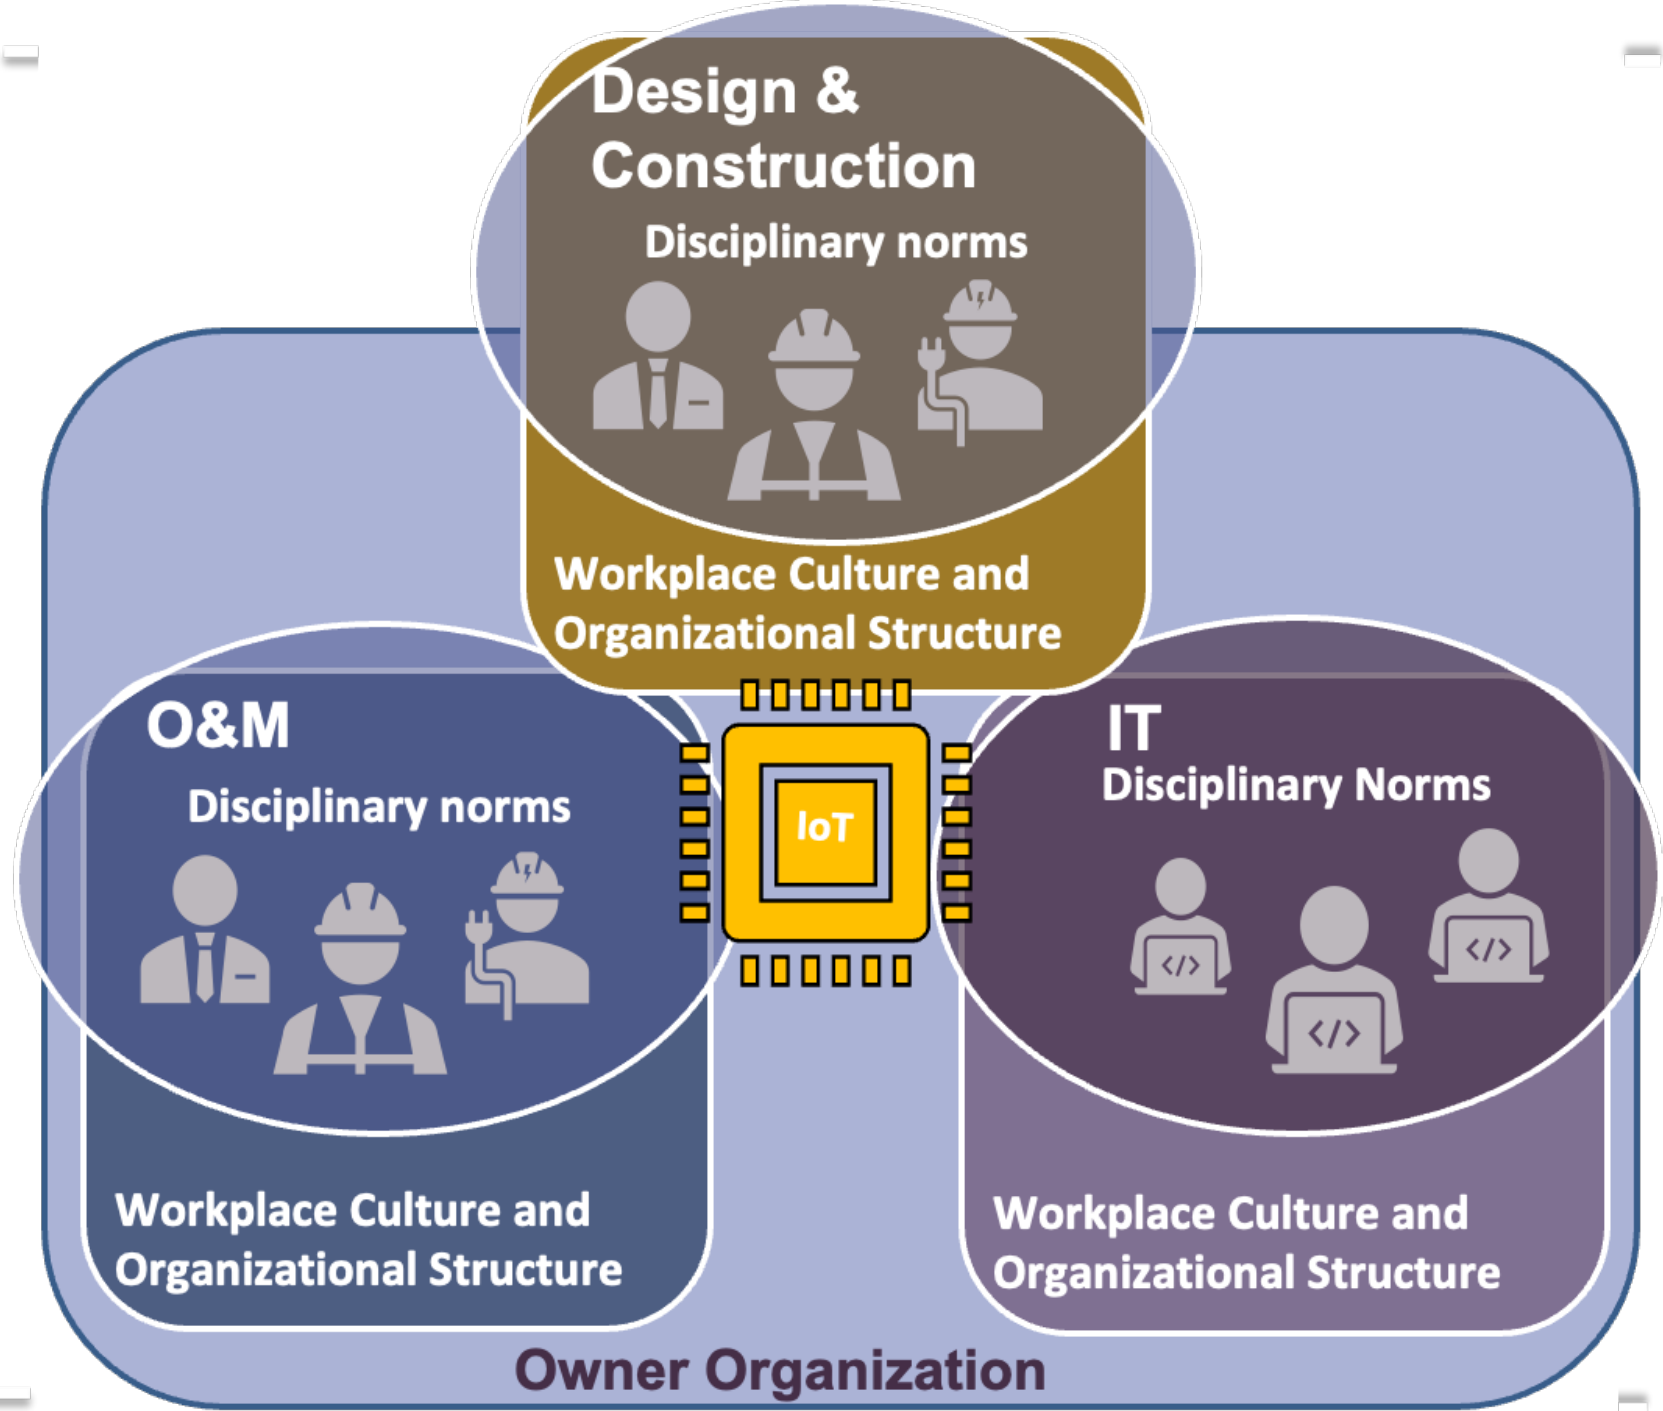 Design &
Construction
Disciplinary norms
Workplace Culture and
Organizational Structure
O&M
Disciplinary norms
IoT
IT
Disciplinary Norms
</>
</>
</>
Workplace Culture and
Organizational Structure
Workplace Culture and
Organizational Structure
Owner Organization